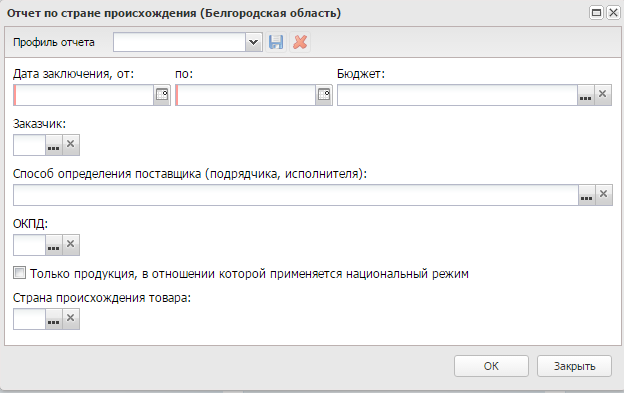 Отчет по стране происхождения (Белгородская область)
Профиль отчета
Дата заключения, от: по: Бюджет:
Заказчик:
Способ определения поставщика (подрядчика, исполнителя):
ОКПД:
Только продукция, в отношении которой применяется национальный режим
Страна происхождения товара:
ОК Закрыть